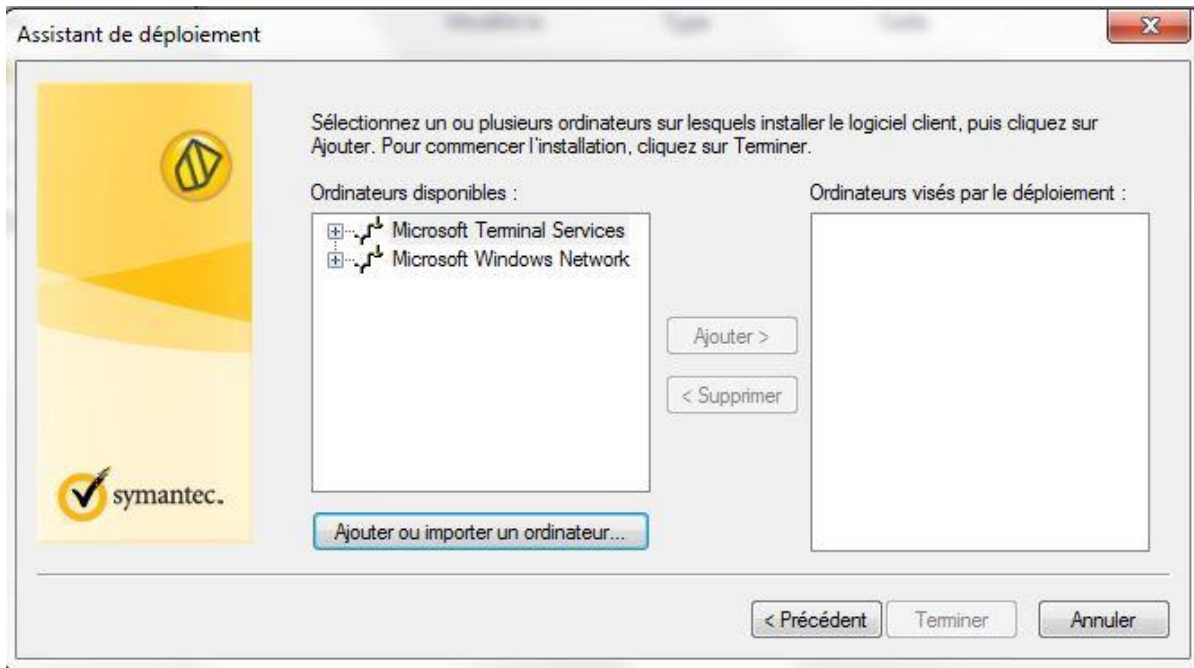 Assistant de déploiement
Sélectionnez un ou plusieurs ordinateurs sur lesquels installer le logiciel client, puis cliquez sur
Ajouter. Pour commencer l'installation, cliquez sur Terminer.
Ordinateurs disponibles :
Ordinateurs visés par le déploiement :
Microsoft Terminal Services
Microsoft Windows Network
Ajouter >
< Supprimer
symantec.
Ajouter ou importer un ordinateur...
< Précédent
Terminer
Annuler